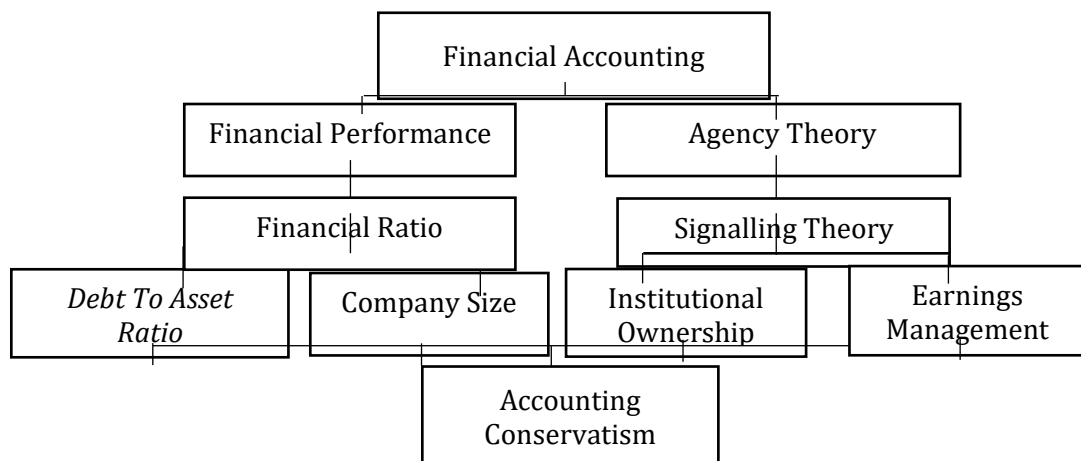 Financial Accounting
Financial Performance
Agency Theory
Financial Ratio
Signalling Theory
Debt To Asset
Ratio
Company Size
Institutional
Ownership
Earnings
Management
Accounting
Conservatism